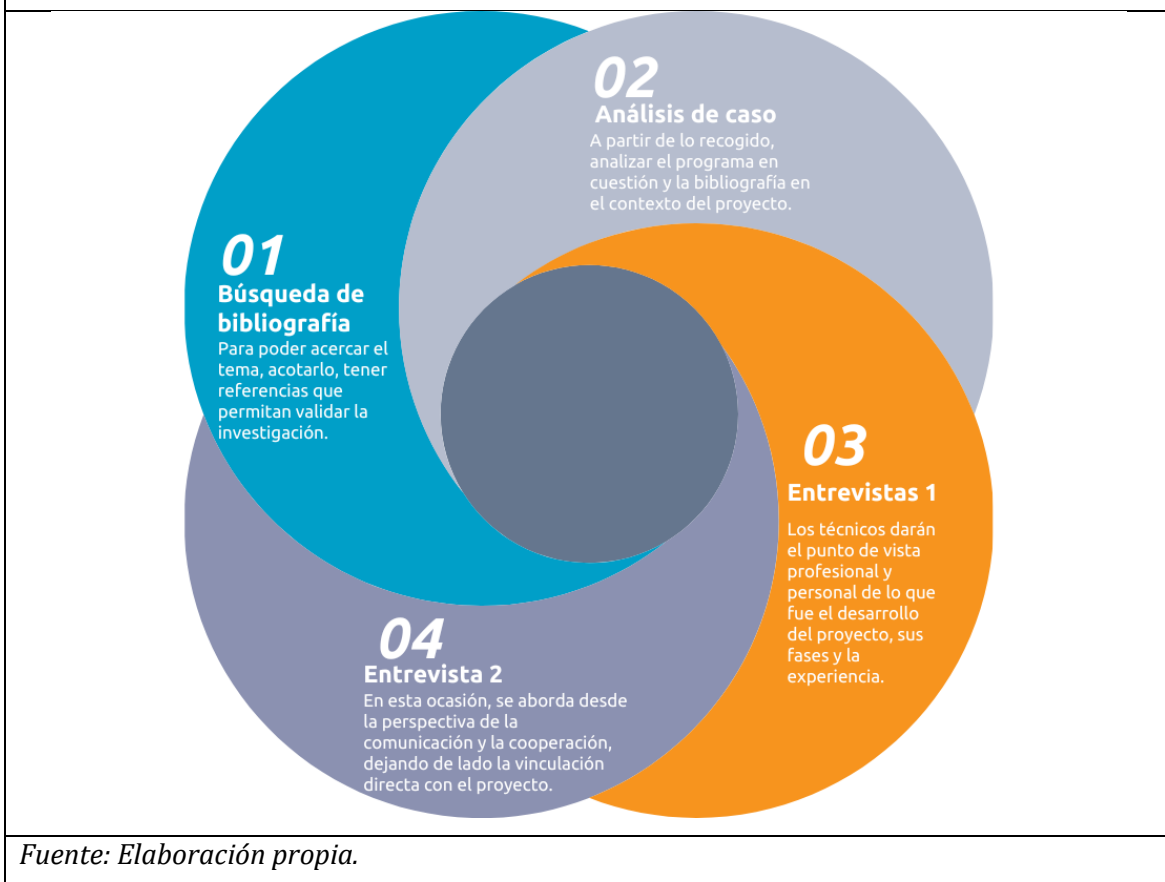 01
Búsqueda de
bibliografía
Para poder acercar el
tema, acotarlo, tener
referencias que
permitan validar la
investigación.
02
Análisis de caso
A partir de lo recogido,
analizar el programa en
cuestión y la bibliografía en
el contexto del proyecto.
03
Entrevistas 1
Los técnicos darán
el punto de vista
profesional y
personal de lo que
fue el desarrollo
del proyecto, sus
fases y la
experiencia.
04
Entrevista 2
En esta ocasión, se aborda desde
la perspectiva de la
comunicación y la cooperación,
dejando de lado la vinculación
directa con el proyecto.
Fuente: Elaboración propia.